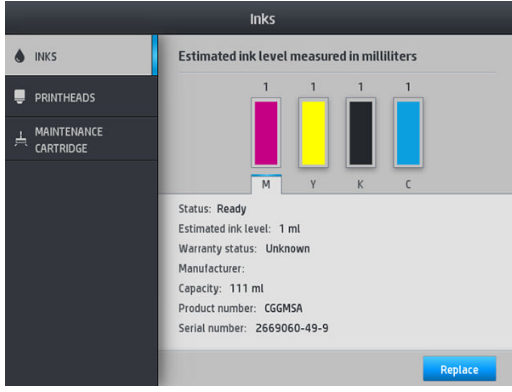 Inks
INKS
PRINTHEADS
MAINTENANCE
CARTRIDGE
Estimated ink level measured in milliliters
1 1 1 1
M Y K C
Status: Ready
Estimated ink level: 1 ml
Warranty status: Unknown
Manufacturer:
Capacity: 111 ml
Product number: CGGMSA
Serial number: 2669060-49-9
Replace